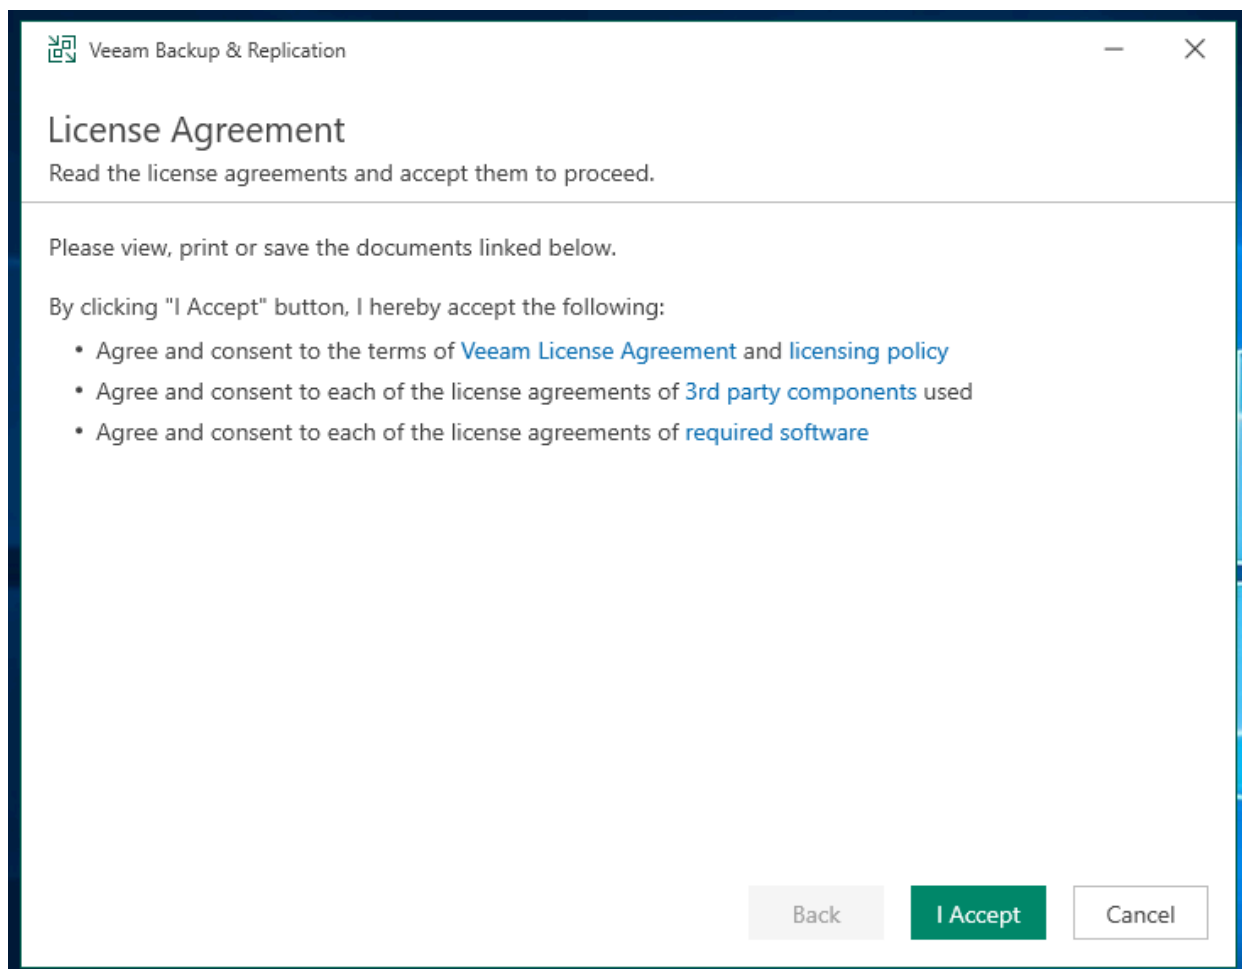 Veeam Backup & Replication
License Agreement
Read the license agreements and accept them to proceed.
Please view, print or save the documents linked below.
By clicking "I Accept" button, I hereby accept the following:
• Agree and consent to the terms of Veeam License Agreement and licensing policy
• Agree and consent to each of the license agreements of 3rd party components used
• Agree and consent to each of the license agreements of required software
Back
I Accept
Cancel